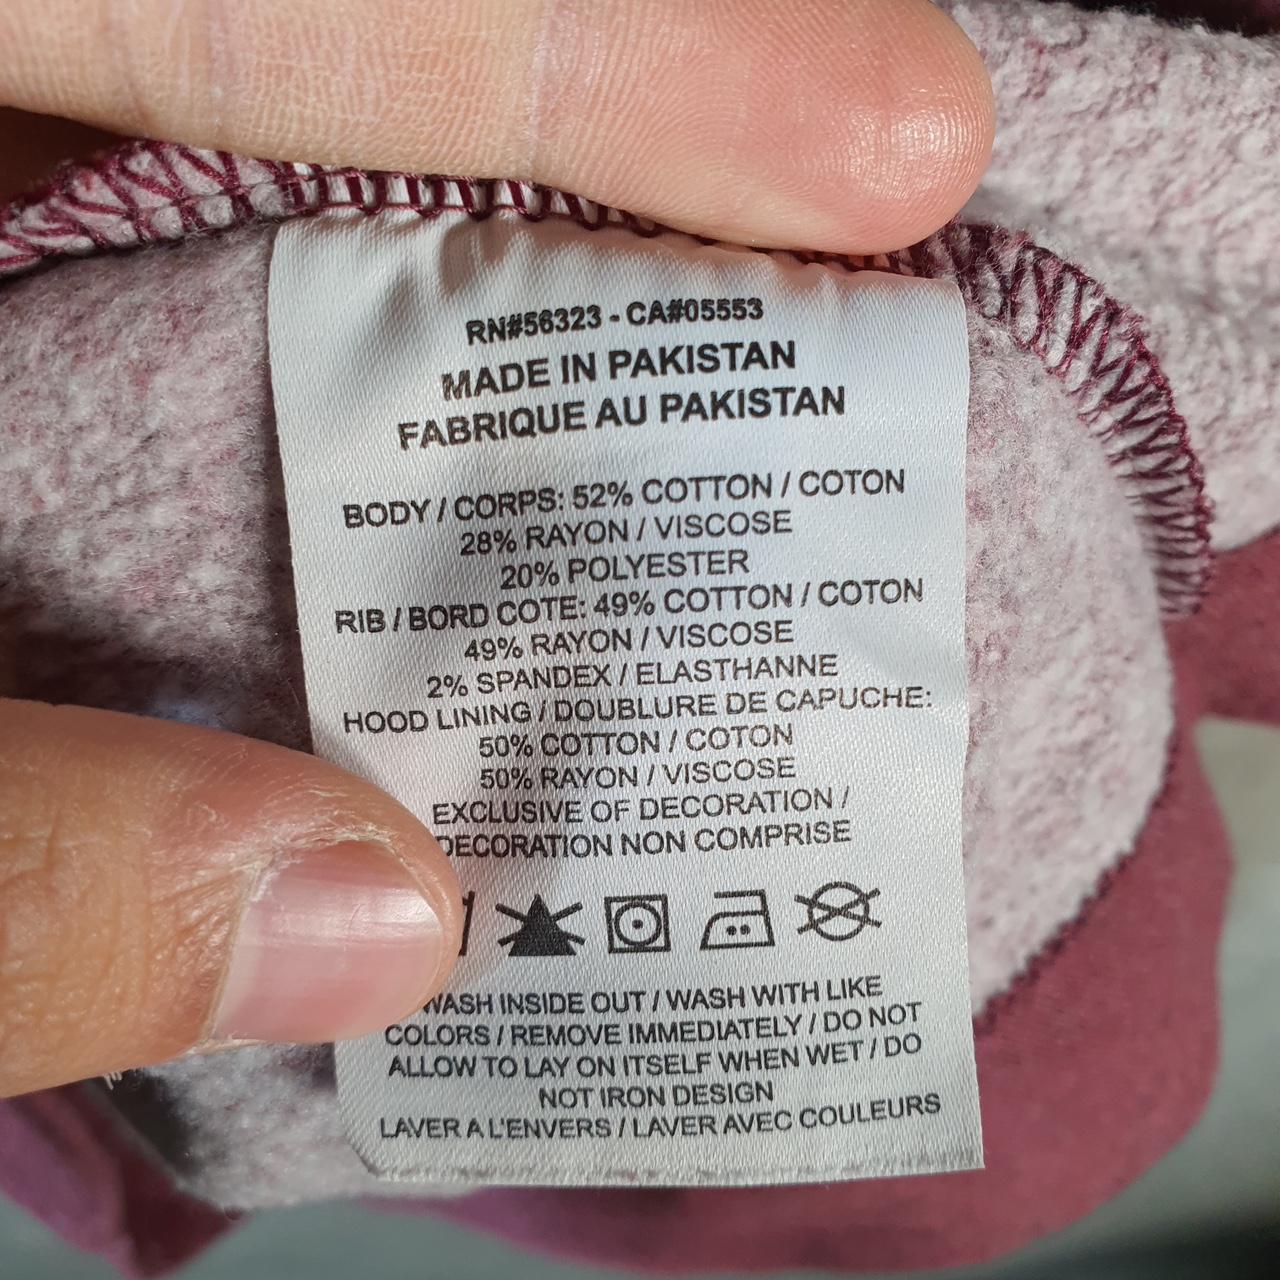 RN#56323 - CA#05553
MADE IN PAKISTAN
FABRIQUE AU PAKISTAN
BODY / CORPS: 52% COTTON / COTON
28% RAYON / VISCOSE
20% POLYESTER
RIB / BORD COTE: 49% COTTON / COTON
49% RAYON / VISCOSE
2% SPANDEX / ELASTHANNE
HOOD LINING / DOUBLURE DE CAPUCHE:
50% COTTON / COTON
50% RAYON / VISCOSE
EXCLUSIVE OF DECORATION /
DECORATION NON COMPRISE
WASH INSIDE OUT / WASH WITH LIKE
COLORS / REMOVE IMMEDIATELY / DO NOT
ALLOW TO LAY ON ITSELF WHEN WET / DO
NOT IRON DESIGN
LAVER A L'ENVERS / LAVER AVEC COULEURS